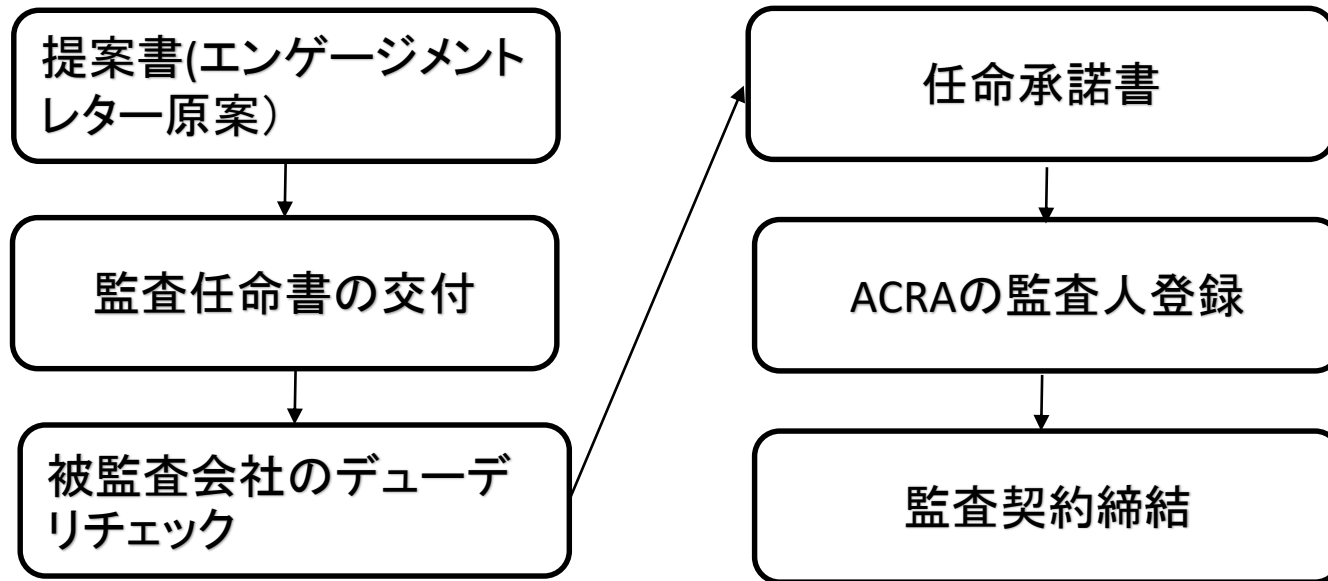 提案書(エンゲージメント
レター原案）
監査任命書の交付
被監査会社のデューデ
リチェック
任命承諾書
ACRAの監査人登録
監査契約締結